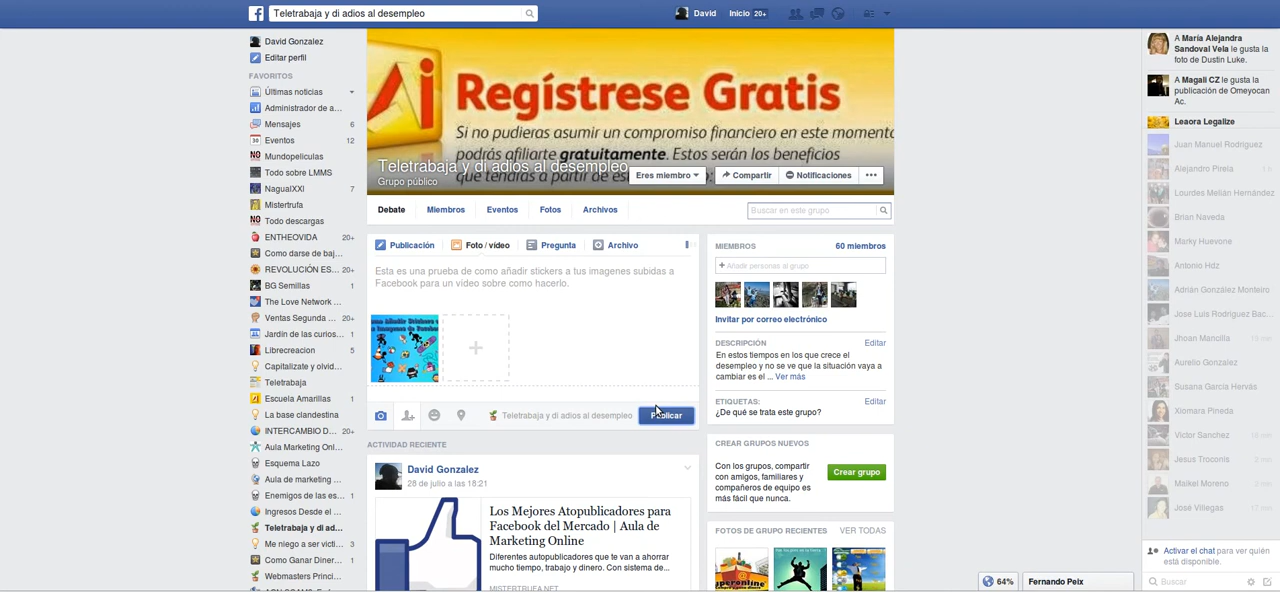 Teletrabaja y di adios al desempleo
David
Inicio 20+
David Gonzalez
Editar perfil
FAVORITOS
Últimas noticias
Administrador de a...
Mensajes 6
Eventos 12
Mundopeliculas
Todo sobre LMMS
NagualXXI 7
Mistertrufa
Todo descargas
ENTHEOVIDA 20+
Como darse de baj...
REVOLUCIÓN ES... 20+
BG Semillas 1
The Love Network ...
Ventas Segunda ... 20+
Jardín de las curios... 1
Librecreacion 5
Capitalizate y olvid...
Teletrabaja
Escuela Amarillas 1
La base clandestina
INTERCAMBIO D... 20+
Aula Marketing Onl...
Esquema Lazo
Aula de marketing ...
Enemigos de las es... 1
Ingresos Desde el ...
Teletrabaja y di ad...
Me niego a ser victi... 3
Como Ganar Diner... 1
Webmasters Princi...
Regístrese Gratis
Si no pudieras asumir un compromiso financiero en este momento
podrás afiliarte gratuitamente. Estos serán los beneficios
que tendrías a partir de est
Teletrabaja y di adios al desempleo
Grupo público
Eres miembro
Compartir
Notificaciones
Debate
Miembros
Eventos
Fotos
Archivos
Buscar en este grupo
Publicación
Foto / vídeo
Pregunta
Archivo
Esta es una prueba de como añadir stickers a tus imagenes subidas a
Facebook para un vídeo sobre como hacerlo.
Teletrabaja y di adios al desempleo
Publicar
ACTIVIDAD RECIENTE
David Gonzalez
28 de julio a las 18:21
Los Mejores Atopublicadores para
Facebook del Mercado | Aula de
Marketing Online
Diferentes autopublicadores que te van a ahorrar
mucho tiempo, trabajo y dinero. Con sistema de...
MISTERTRUFA.NET
MIEMBROS
60 miembros
Añadir personas al grupo
Invitar por correo electrónico
DESCRIPCIÓN
Editar
En estos tiempos en los que crece el
desempleo y no se ve que la situación vaya a
cambiar es el ... Ver más
ETIQUETAS:
Editar
¿De qué se trata este grupo?
CREAR GRUPOS NUEVOS
Con los grupos, compartir
con amigos, familiares y
compañeros de equipo es
más fácil que nunca.
Crear grupo
FOTOS DE GRUPO RECIENTES
VER TODAS
A María Alejandra
Sandoval Vela le gusta la
foto de Dustin Luke.
A Magali CZ le gusta la
publicación de Omeyocan
Ac.
Leaora Legalize
Juan Manuel Rodriguez
Alejandro Pirela
Lourdes Mellán Hernández
Brian Naveda
Marky Huevone
Antonio Hdz
Adrián González Monteiro
Jose Luis Rodriguez Bac...
Jhoan Mancilla
Aurelio Gonzalez
Susana García Hervás
Xiomara Pineda
Victor Sanchez
Jesus Troconis
Maikel Moreno
José Villegas
Activar el chat para ver quién
está disponible.
64%
Fernando Peix
Buscar